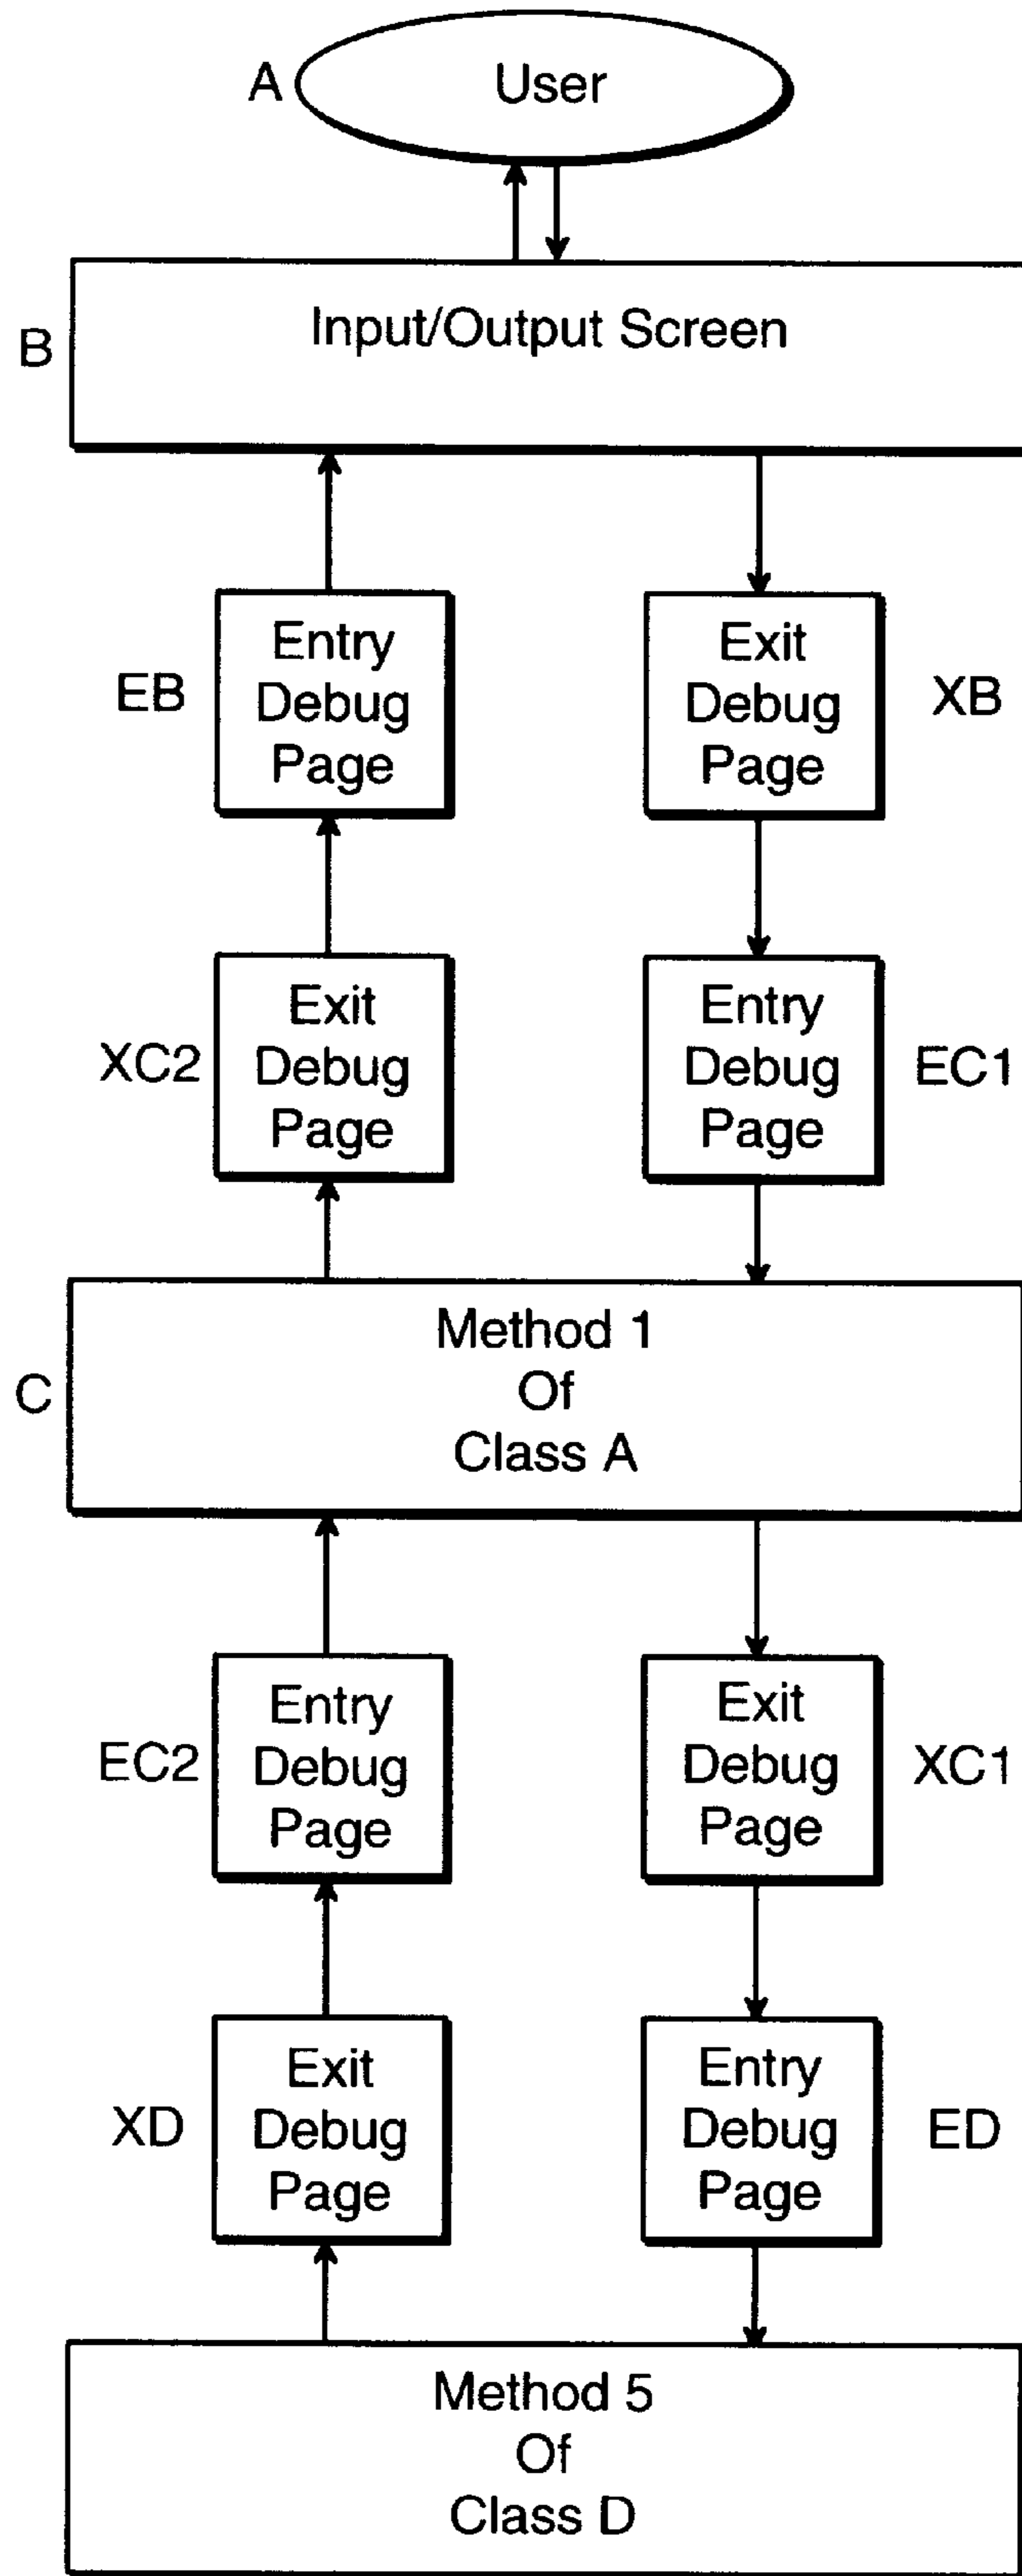 A
User
B
Input/Output Screen
EB
Entry
Debug
Page
Exit
Debug
Page
XB
XC2
Exit
Debug
Page
Entry
Debug
Page
EC1
C
Method 1
Of
Class A
EC2
Entry
Debug
Page
Exit
Debug
Page
XC1
XD
Exit
Debug
Page
Entry
Debug
Page
ED
Method 5
Of
Class D